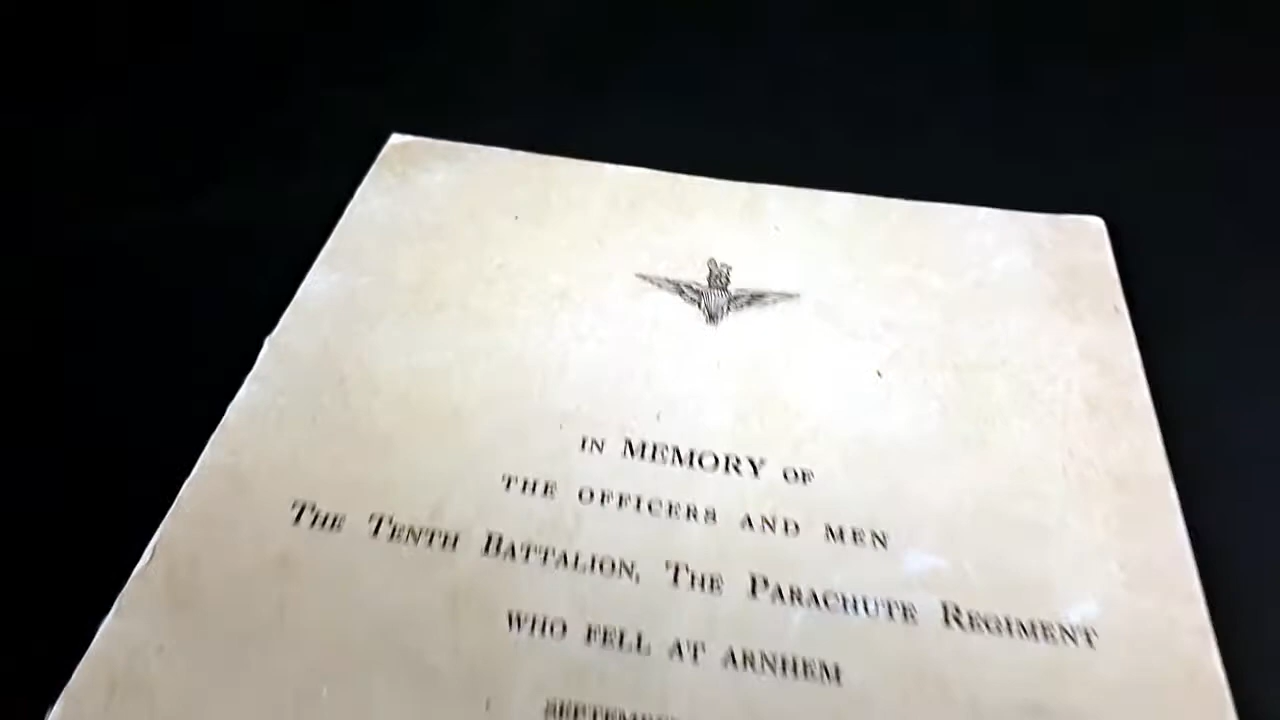 IN MEMORY OF
THE OFFICERS AND MEN
THE TENTH BATTALION, THE PARACHUTE REGIMENT
WHO FELL AT ARNHEM